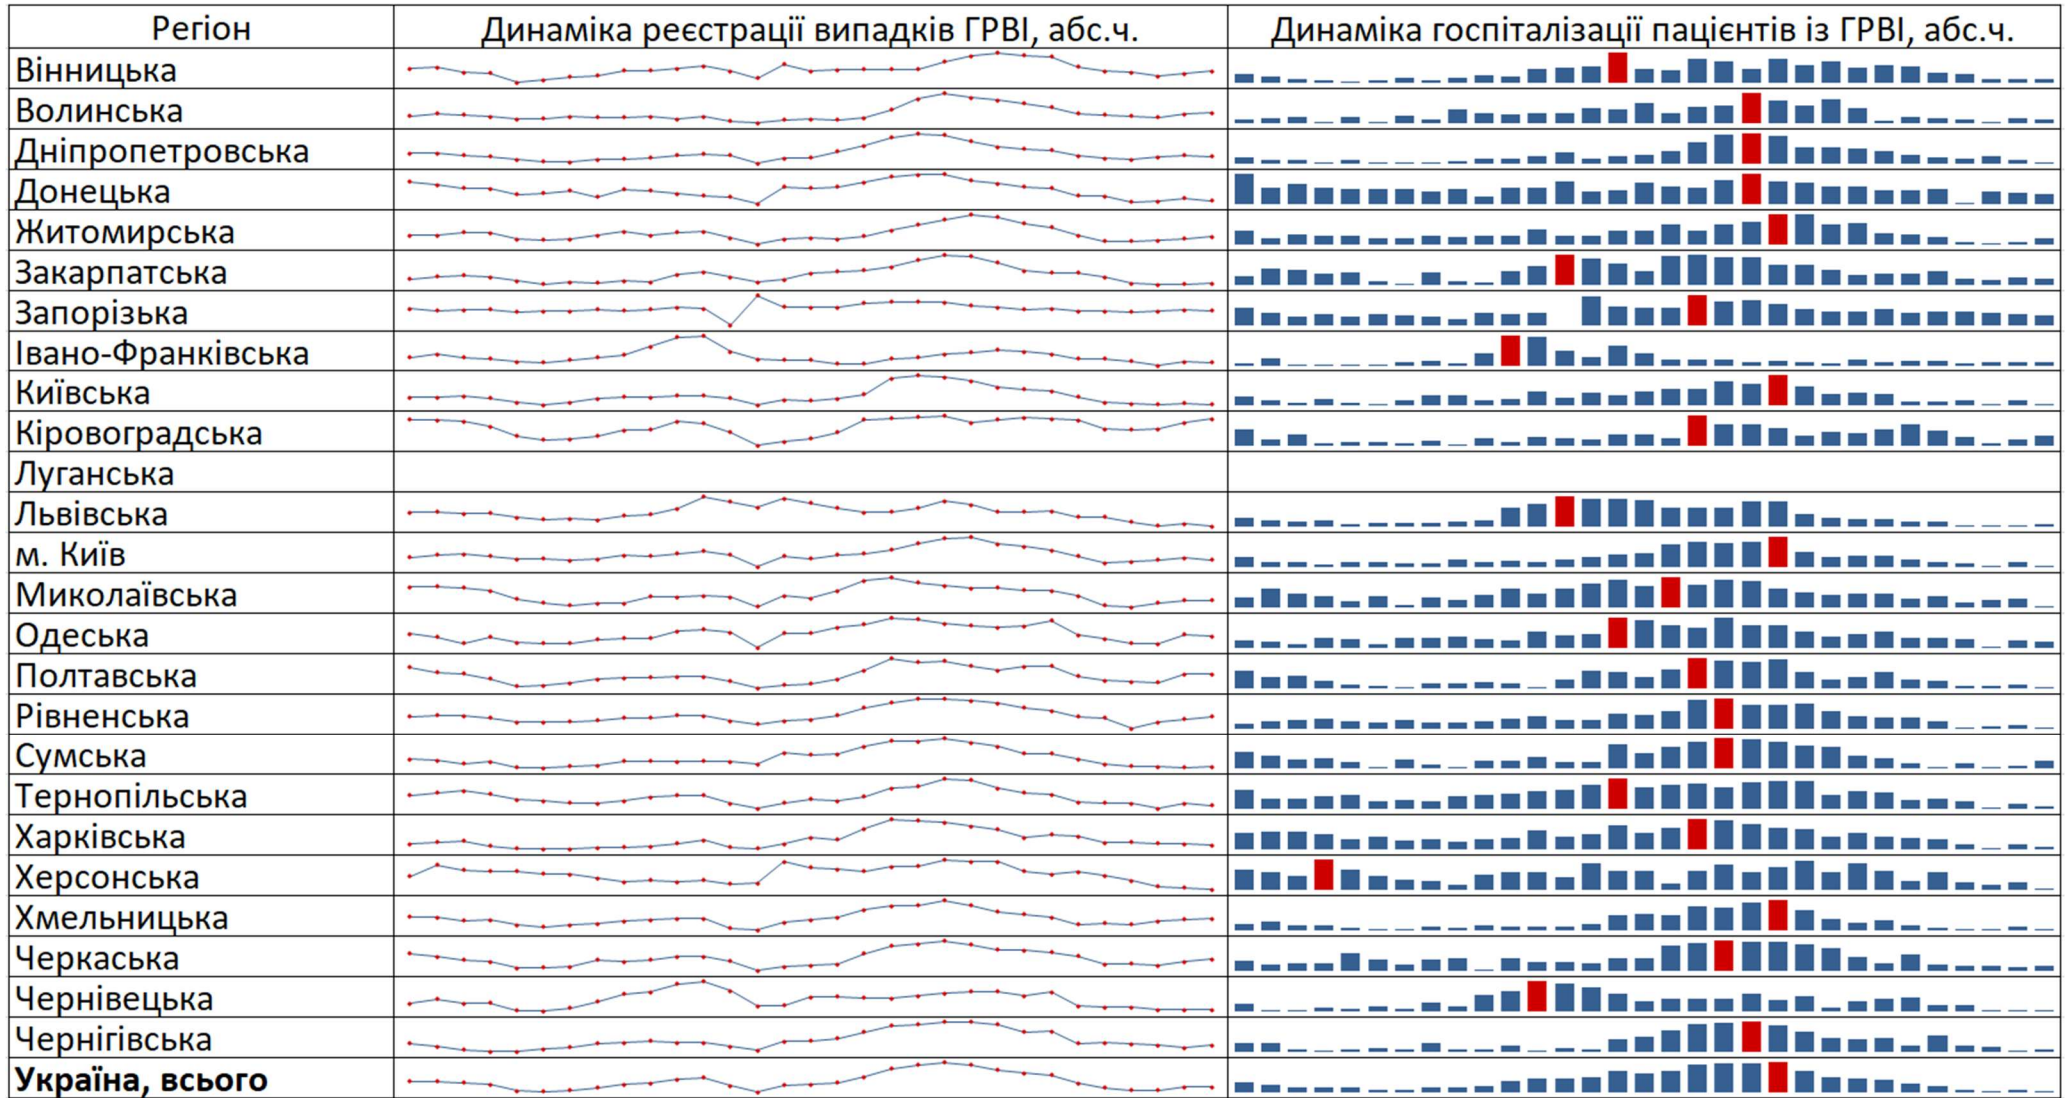 Регіон Динаміка реєстрації випадків ГРВІ, абс.ч. Динаміка госпіталізації пацієнтів із ГРВІ, абс.ч.
Вінницька
Волинська
Дніпропетровська
Донецька
Житомирська
Закарпатська
Запорізька
Івано-Франківська
Київська
Кіровоградська
Луганська
Львівська
м. Київ
Миколаївська
Одеська
Полтавська
Рівненська
Сумська
Тернопільська
Харківська
Херсонська
Хмельницька
Черкаська
Чернівецька
Чернігівська
Україна, всього